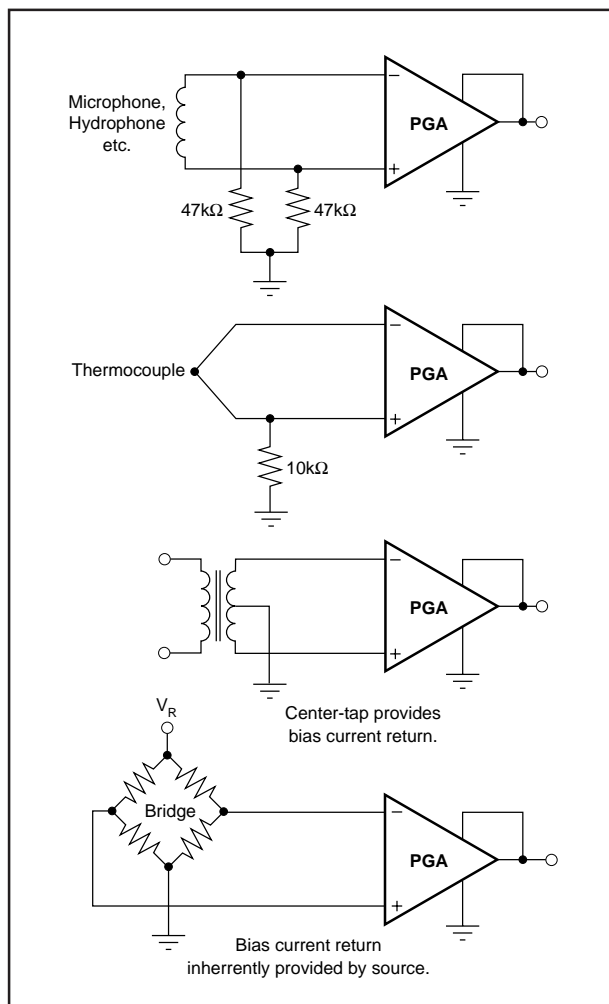 Microphone,
Hydrophone
etc.
−
PGA
+
47kΩ 47kΩ
−
Thermocouple
PGA
+
10kΩ
−
PGA
+
Center-tap provides
bias current return.
VR
Bridge
−
PGA
+
Bias current return
inherrently provided by source.